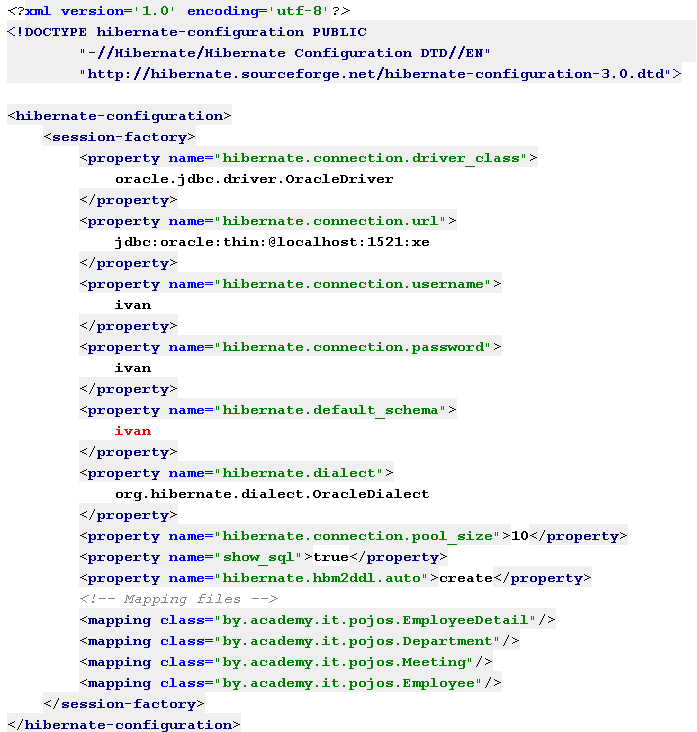 <?xml version='1.0' encoding='utf-8'?>
<!DOCTYPE hibernate-configuration PUBLIC
        "-//Hibernate/Hibernate Configuration DTD//EN"
        "http://hibernate.sourceforge.net/hibernate-configuration-3.0.dtd">

<hibernate-configuration>
    <session-factory>
        <property name="hibernate.connection.driver_class">
            oracle.jdbc.driver.OracleDriver
        </property>
        <property name="hibernate.connection.url">
            jdbc:oracle:thin:@localhost:1521:xe
        </property>
        <property name="hibernate.connection.username">
            ivan
        </property>
        <property name="hibernate.connection.password">
            ivan
        </property>
        <property name="hibernate.default_schema">
            ivan
        </property>
        <property name="hibernate.dialect">
            org.hibernate.dialect.OracleDialect
        </property>
        <property name="hibernate.connection.pool_size">10</property>
        <property name="show_sql">true</property>
        <property name="hibernate.hbm2ddl.auto">create</property>
        <!-- Mapping files -->
        <mapping class="by.academy.it.pojos.EmployeeDetail"/>
        <mapping class="by.academy.it.pojos.Department"/>
        <mapping class="by.academy.it.pojos.Meeting"/>
        <mapping class="by.academy.it.pojos.Employee"/>
    </session-factory>
</hibernate-configuration>